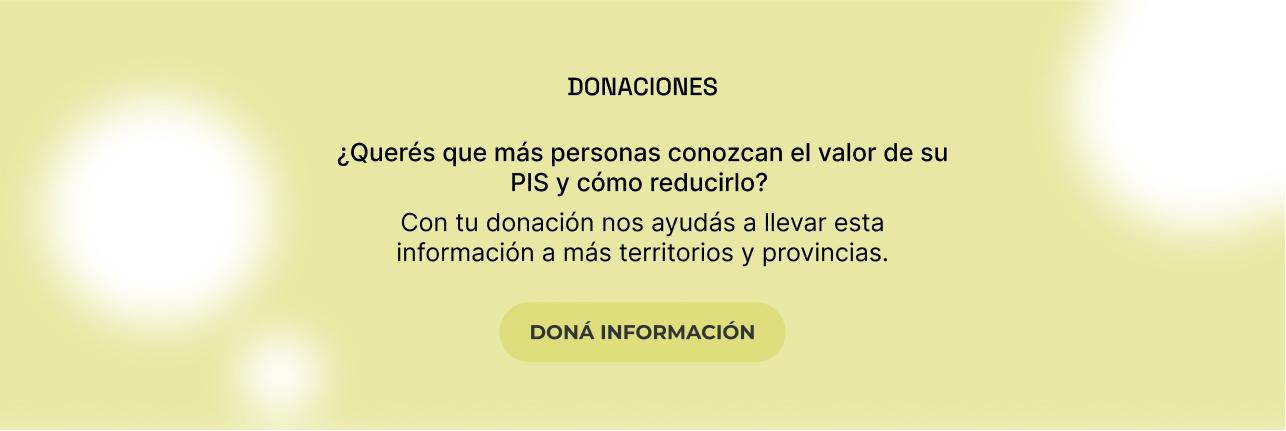 DONACIONES
¿Querés que más personas conozcan el valor de su
PIS y cómo reducirlo?
Con tu donación nos ayudás a llevar esta
información a más territorios y provincias.
DONÁ INFORMACIÓN